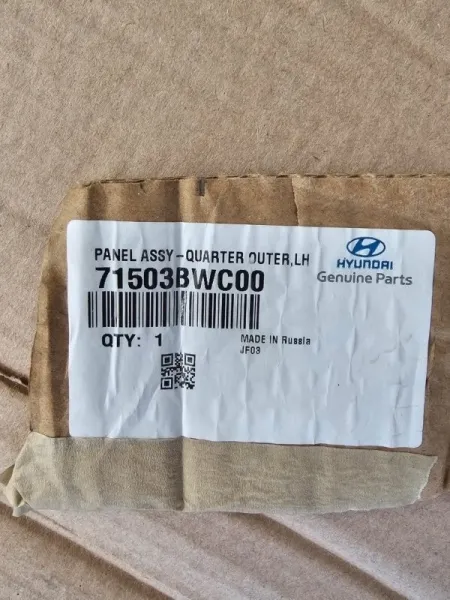 PANEL ASSY-QUARTER OUTER,LH
71503BWC00
QTY: 1
MADE IN Russia
JF03
HYUNDAI
Genuine Parts